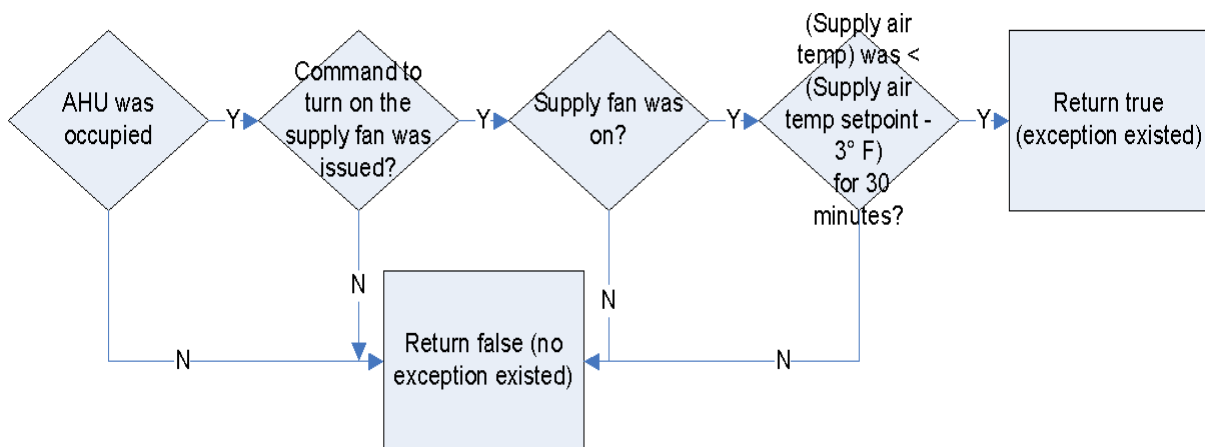 AHU was
occupied
Y
Command to
turn on the
supply fan was
issued?
Y
Supply fan was
on?
Y
(Supply air
temp) was <
(Supply air
temp setpoint -
3° F)
for 30
minutes?
Y
Return true
(exception existed)
N
N
N
N
Return false (no
exception existed)